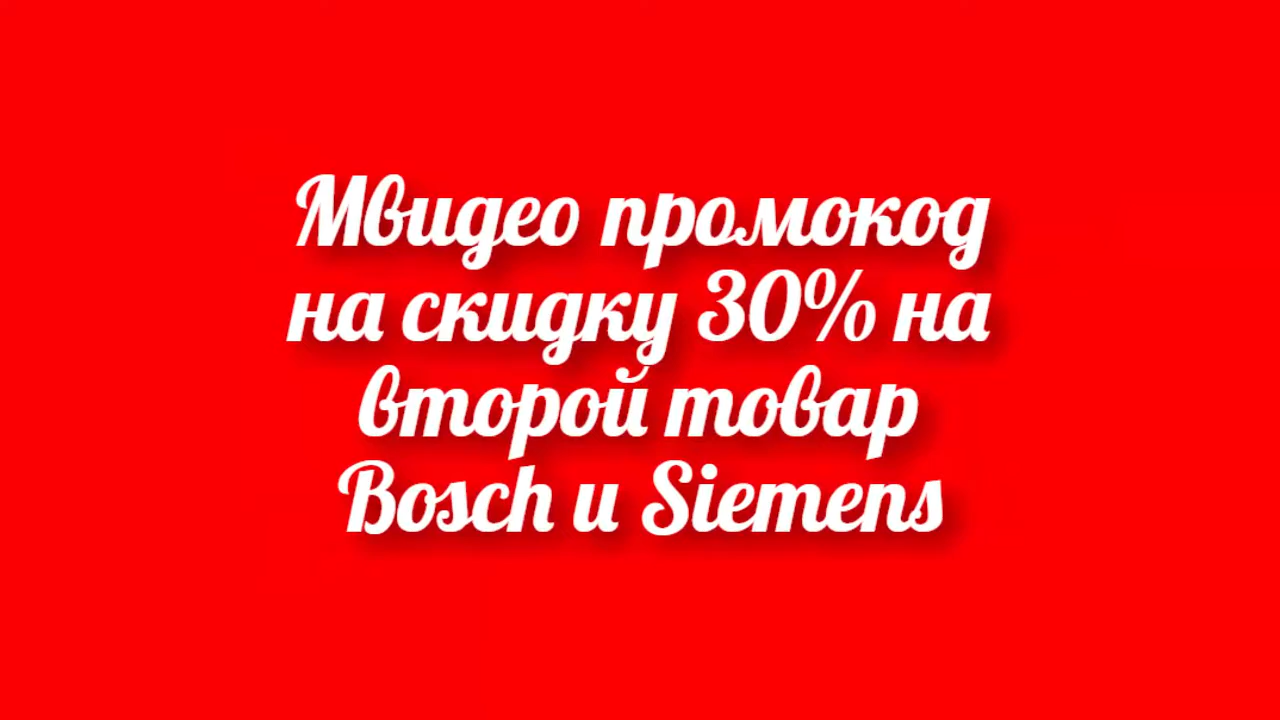 Мвидео промокод
на скидку 30% на
второй товар
Bosch и Siemens